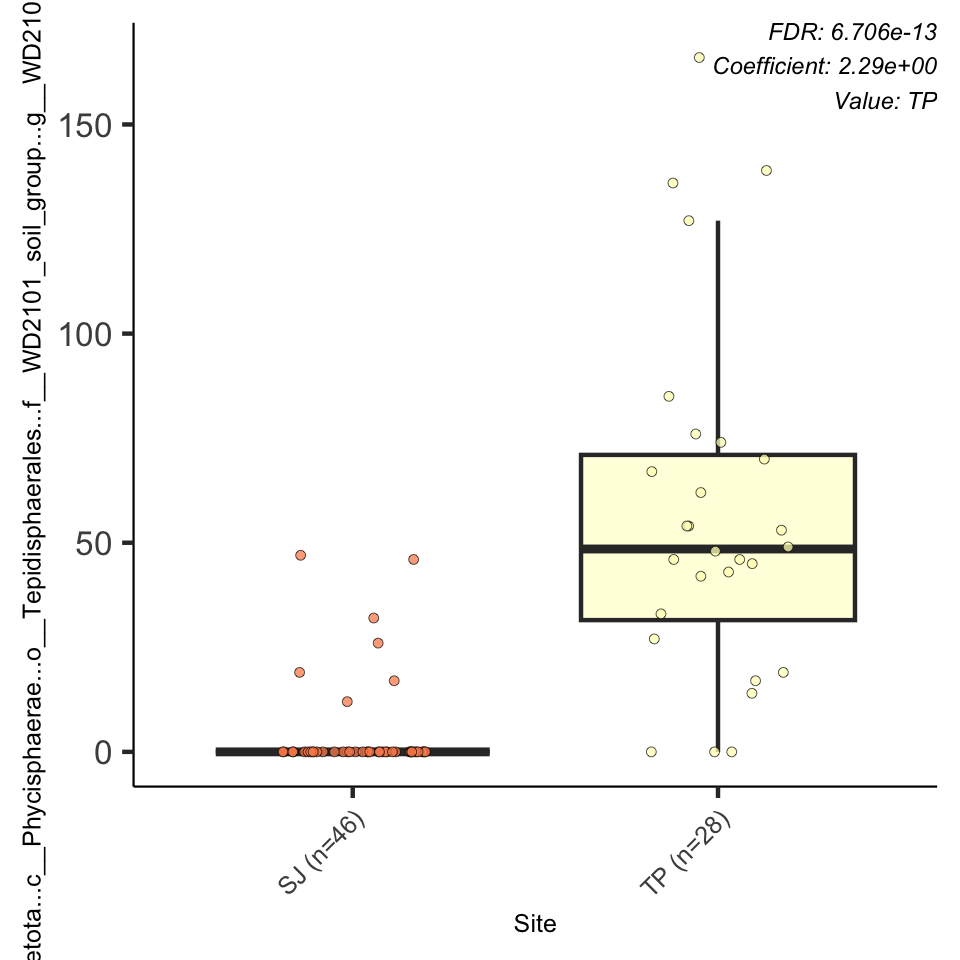 FDR: 6.706e-13
Coefficient: 2.29e+00
Value: TP
etota...c__Phycisphaerae...o__Tepidisphaerales...f__WD2101_soil_group...g__WD210
150
100
50
0
SJ (n=46)
TP (n=28)
Site